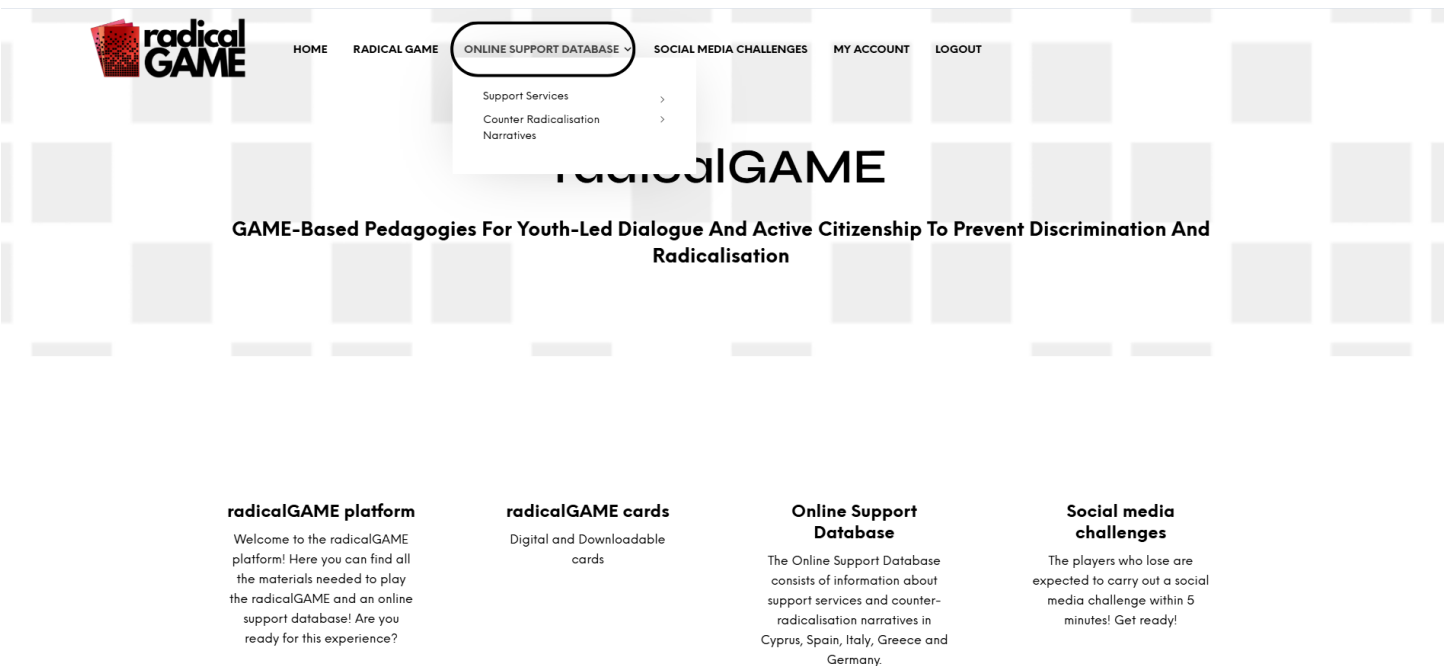 radical
GAME
HOME
RADICAL GAME
ONLINE SUPPORT DATABASE
SOCIAL MEDIA CHALLENGES
MY ACCOUNT
LOGOUT
Support Services
Counter Radicalisation
Narratives
radicalGAME
GAME-Based Pedagogies For Youth-Led Dialogue And Active Citizenship To Prevent Discrimination And
Radicalisation
radicalGAME platform
Welcome to the radicalGAME
platform! Here you can find all
the materials needed to play
the radicalGAME and an online
support database! Are you
ready for this experience?
radicalGAME cards
Digital and Downloadable
cards
Online Support
Database
The Online Support Database
consists of information about
support services and counter-
radicalisation narratives in
Cyprus, Spain, Italy, Greece and
Germany.
Social media
challenges
The players who lose are
expected to carry out a social
media challenge within 5
minutes! Get ready!